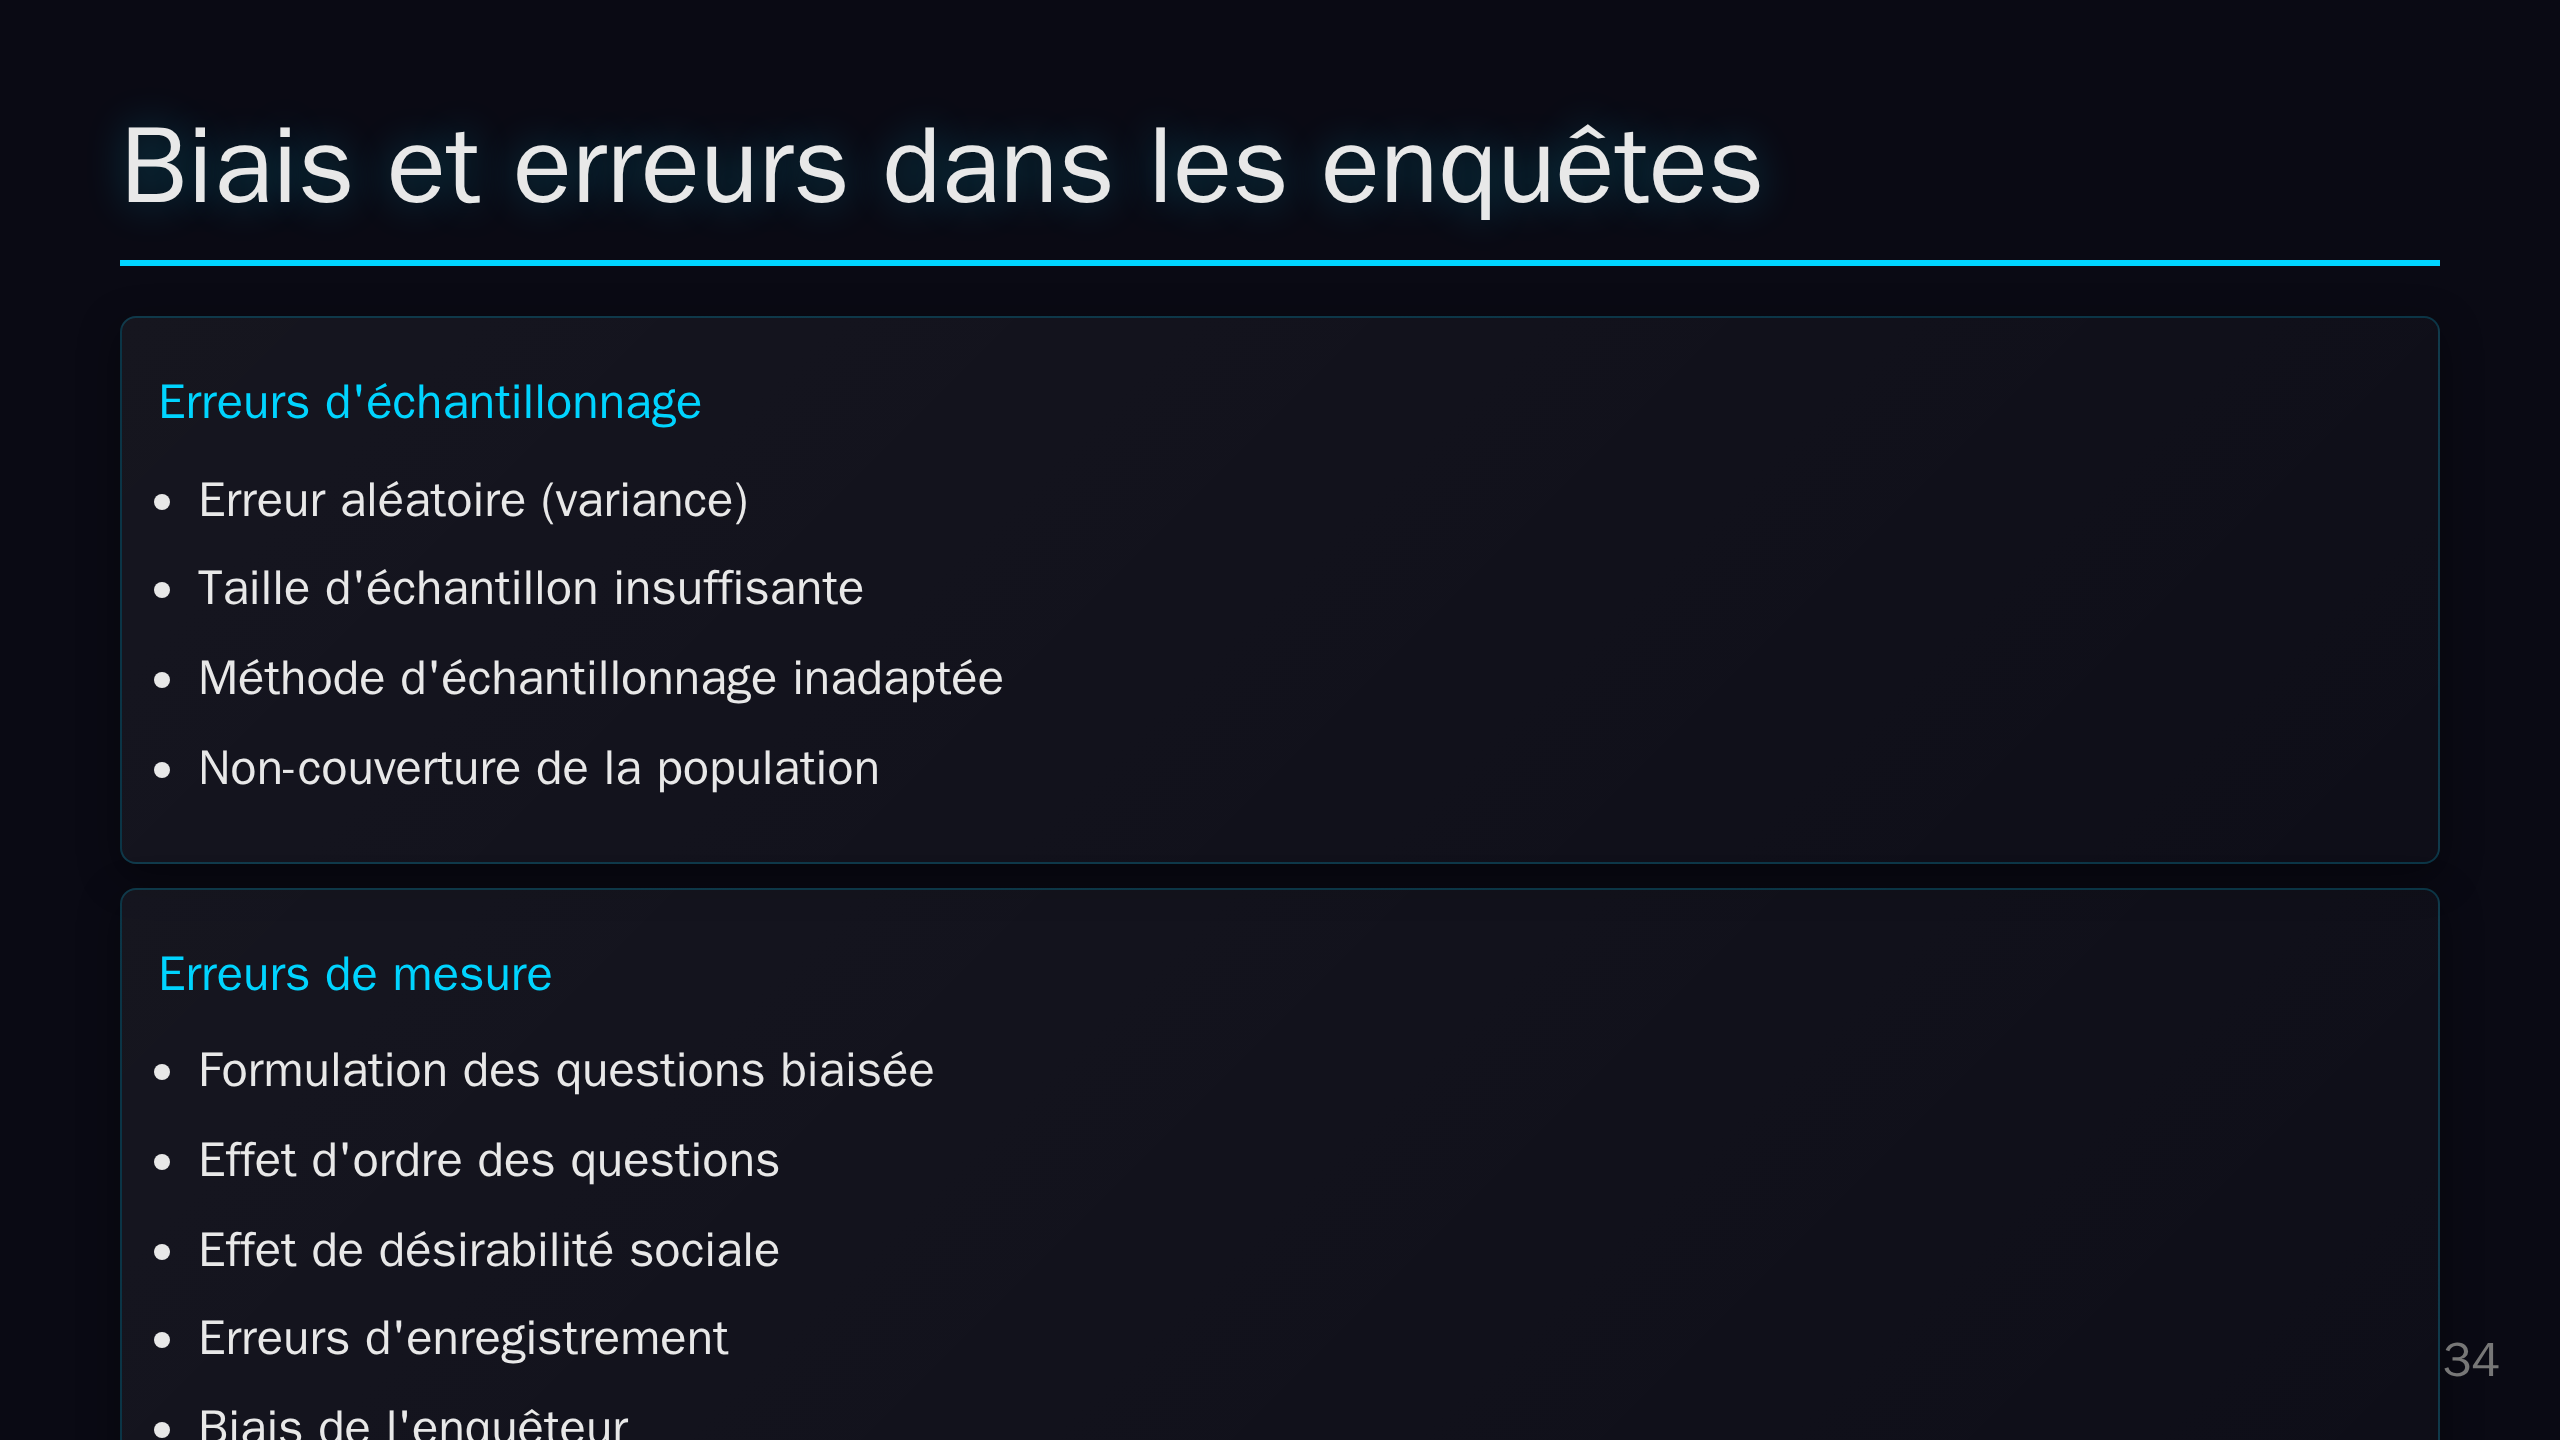 Biais et erreurs dans les enquêtes
Erreurs d'échantillonnage
• Erreur aléatoire (variance)
• Taille d'échantillon insuffisante
• Méthode d'échantillonnage inadaptée
• Non-couverture de la population
Erreurs de mesure
• Formulation des questions biaisée
• Effet d'ordre des questions
• Effet de désirabilité sociale
• Erreurs d'enregistrement
• Biais de l'enquêteur
34